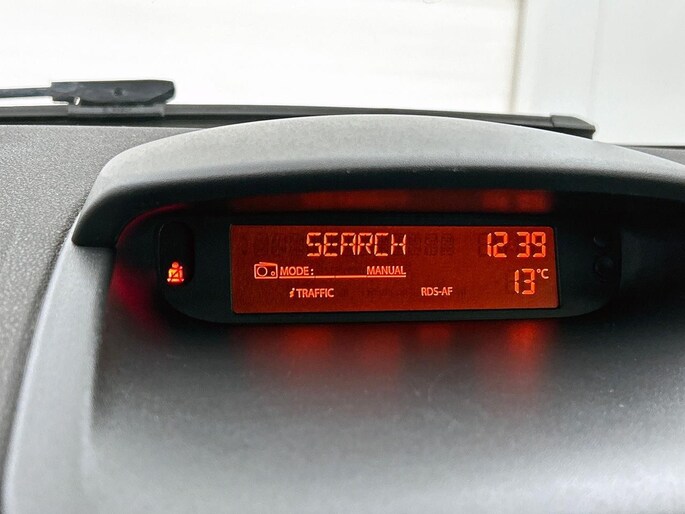 SEARCH 12 39
MODE: MANUAL 13°C
i TRAFFIC RDS-AF